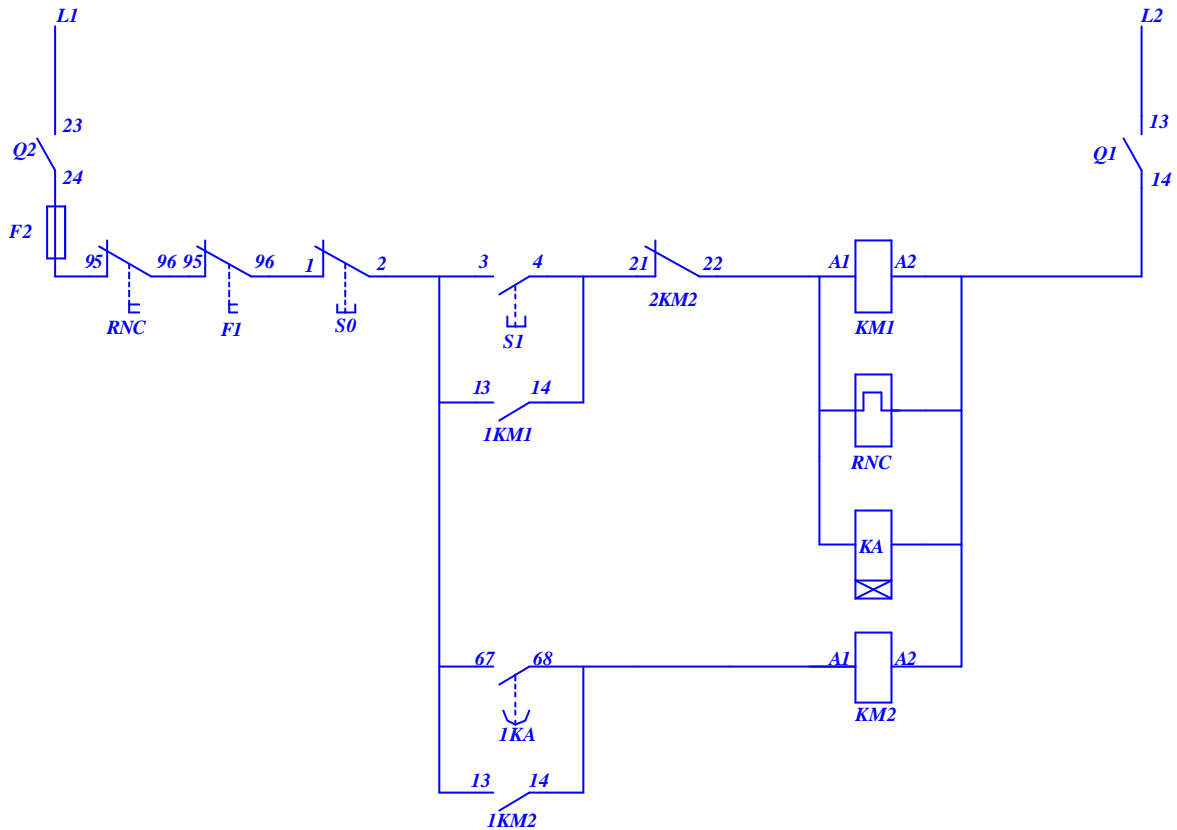 L1 L2
23 13
Q2 Q1
24 14
F2
95 96 95 96 1 2 3 4 21 22 A1 A2
RNC F1 S0 S1 2KM2 KM1
13 14
1KM1
RNC
KA
67 68 A1 A2
1KA KM2
13 14
1KM2